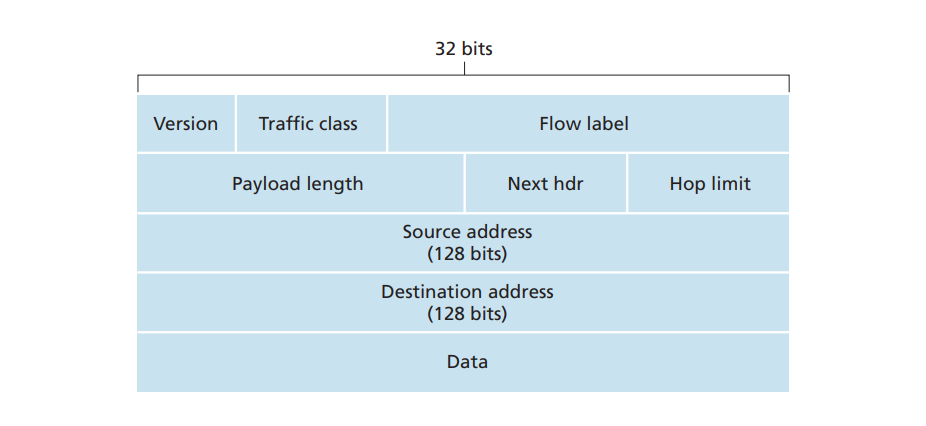 32 bits
Version Traffic class Flow label
Payload length Next hdr Hop limit
Source address
(128 bits)
Destination address
(128 bits)
Data